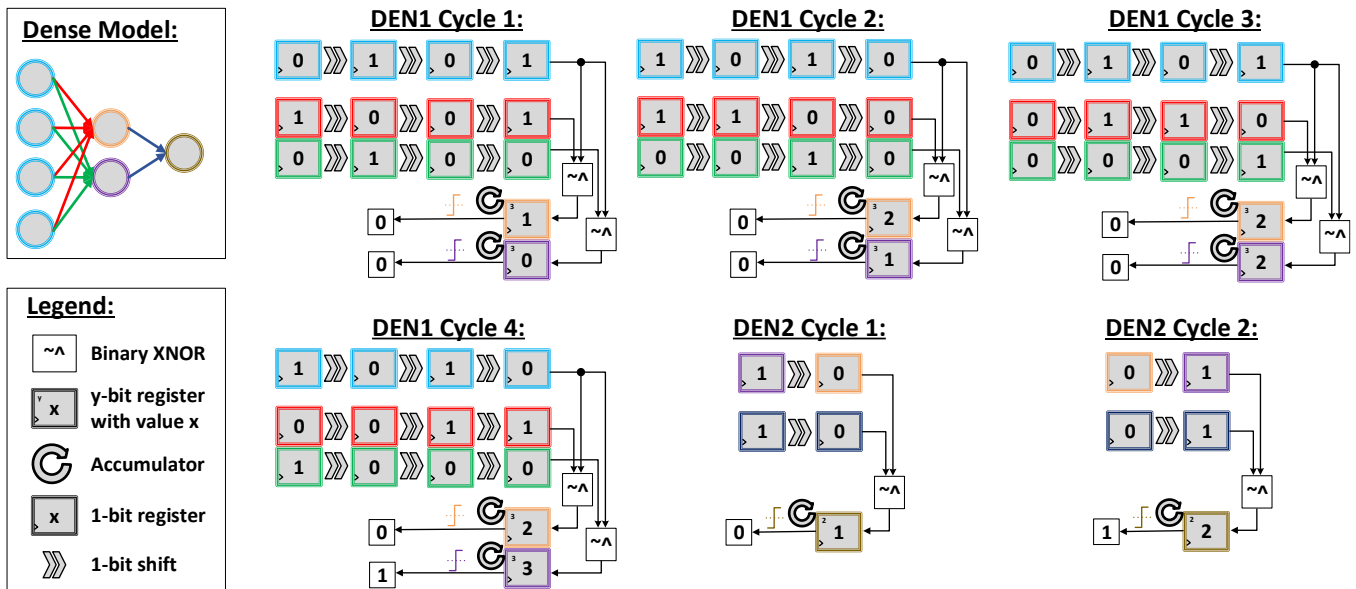 Dense Model:
DEN1 Cycle 1:
0 1 0 1
1 0 0 1
0 1 0 0
~^
3
1
0
~^
3
0
0
DEN1 Cycle 2:
1 0 1 0
1 1 0 0
0 0 1 0
~^
3
2
0
~^
3
1
0
DEN1 Cycle 3:
0 1 0 1
0 1 1 0
0 0 0 1
~^
3
2
0
~^
3
2
0
Legend:
~^ Binary XNOR
y
x
y-bit register
with value x
Accumulator
x 1-bit register
1-bit shift
DEN1 Cycle 4:
1 0 1 0
0 0 1 1
1 0 0 0
~^
3
2
0
~^
3
3
1
DEN2 Cycle 1:
1 0
1 0
~^
2
1
0
DEN2 Cycle 2:
0 1
0 1
~^
2
2
1